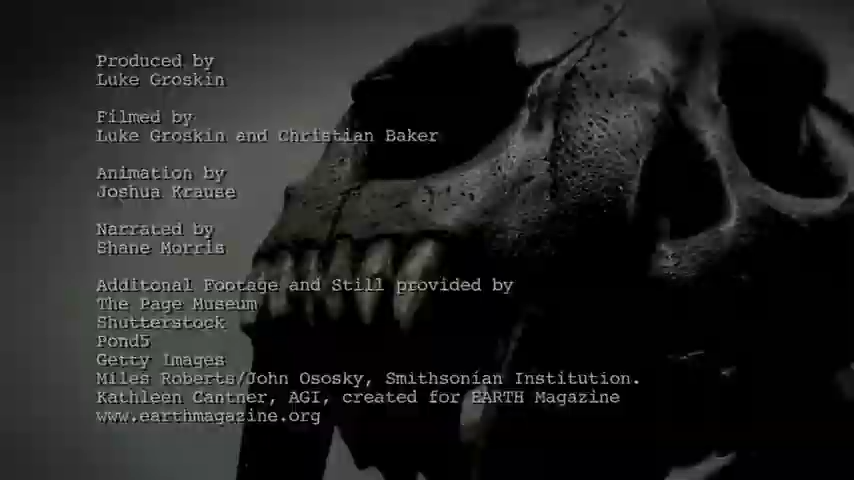 Produced by
Luke Groskin
Filmed by
Luke Groskin and Christian Baker
Animation by
Joshua Krause
Narrated by
Shane Morris
Additonal Footage and Still provided by
The Page Museum
Shutterstock
Pond5
Getty Images
Miles Roberts/John Ososky, Smithsonian Institution.
Kathleen Cantner, AGI, created for EARTH Magazine
www.earthmagazine.org